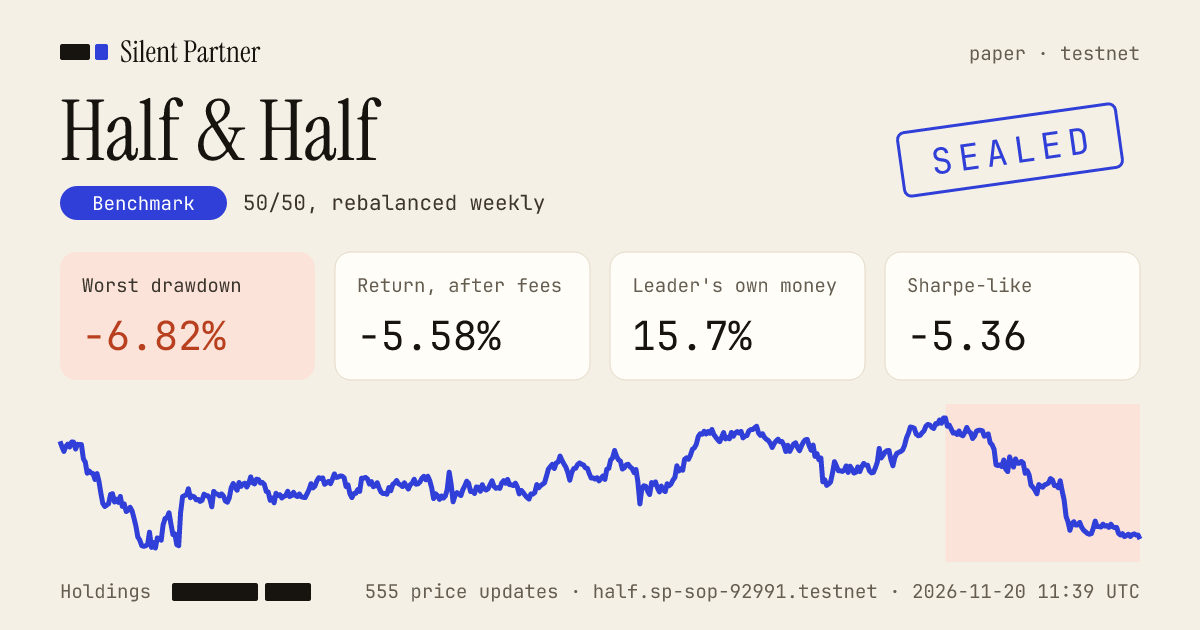 Silent Partner
paper · testnet
Half & Half
SEALED
Benchmark 50/50, rebalanced weekly
Worst drawdown
-6.82%
Return, after fees
-5.58%
Leader's own money
15.7%
Sharpe-like
-5.36
Holdings
555 price updates · half.sp-sop-92991.testnet · 2026-11-20 11:39 UTC